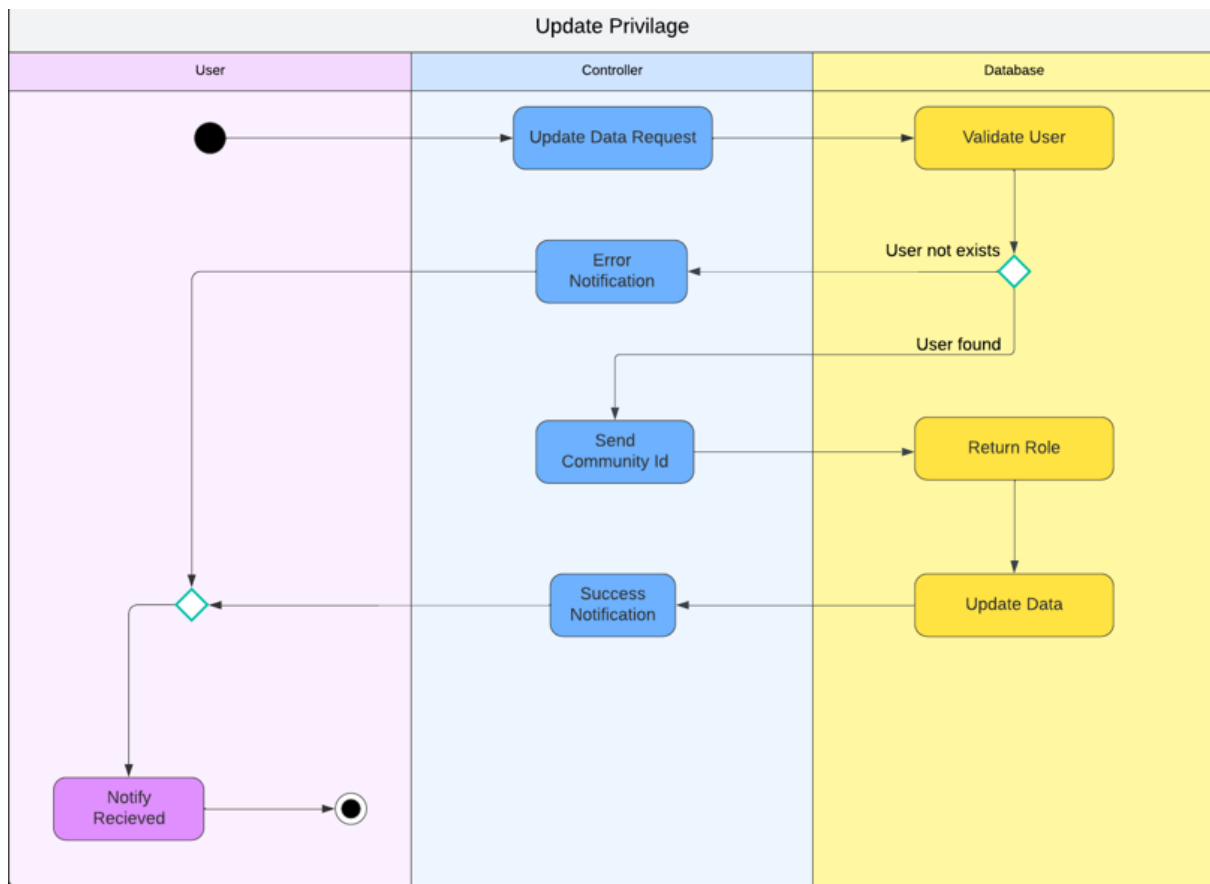 Update Privilage
User
Controller
Database
Update Data Request
Validate User
User not exists
Error
Notification
User found
Send
Community Id
Return Role
Success
Notification
Update Data
Notify
Recieved